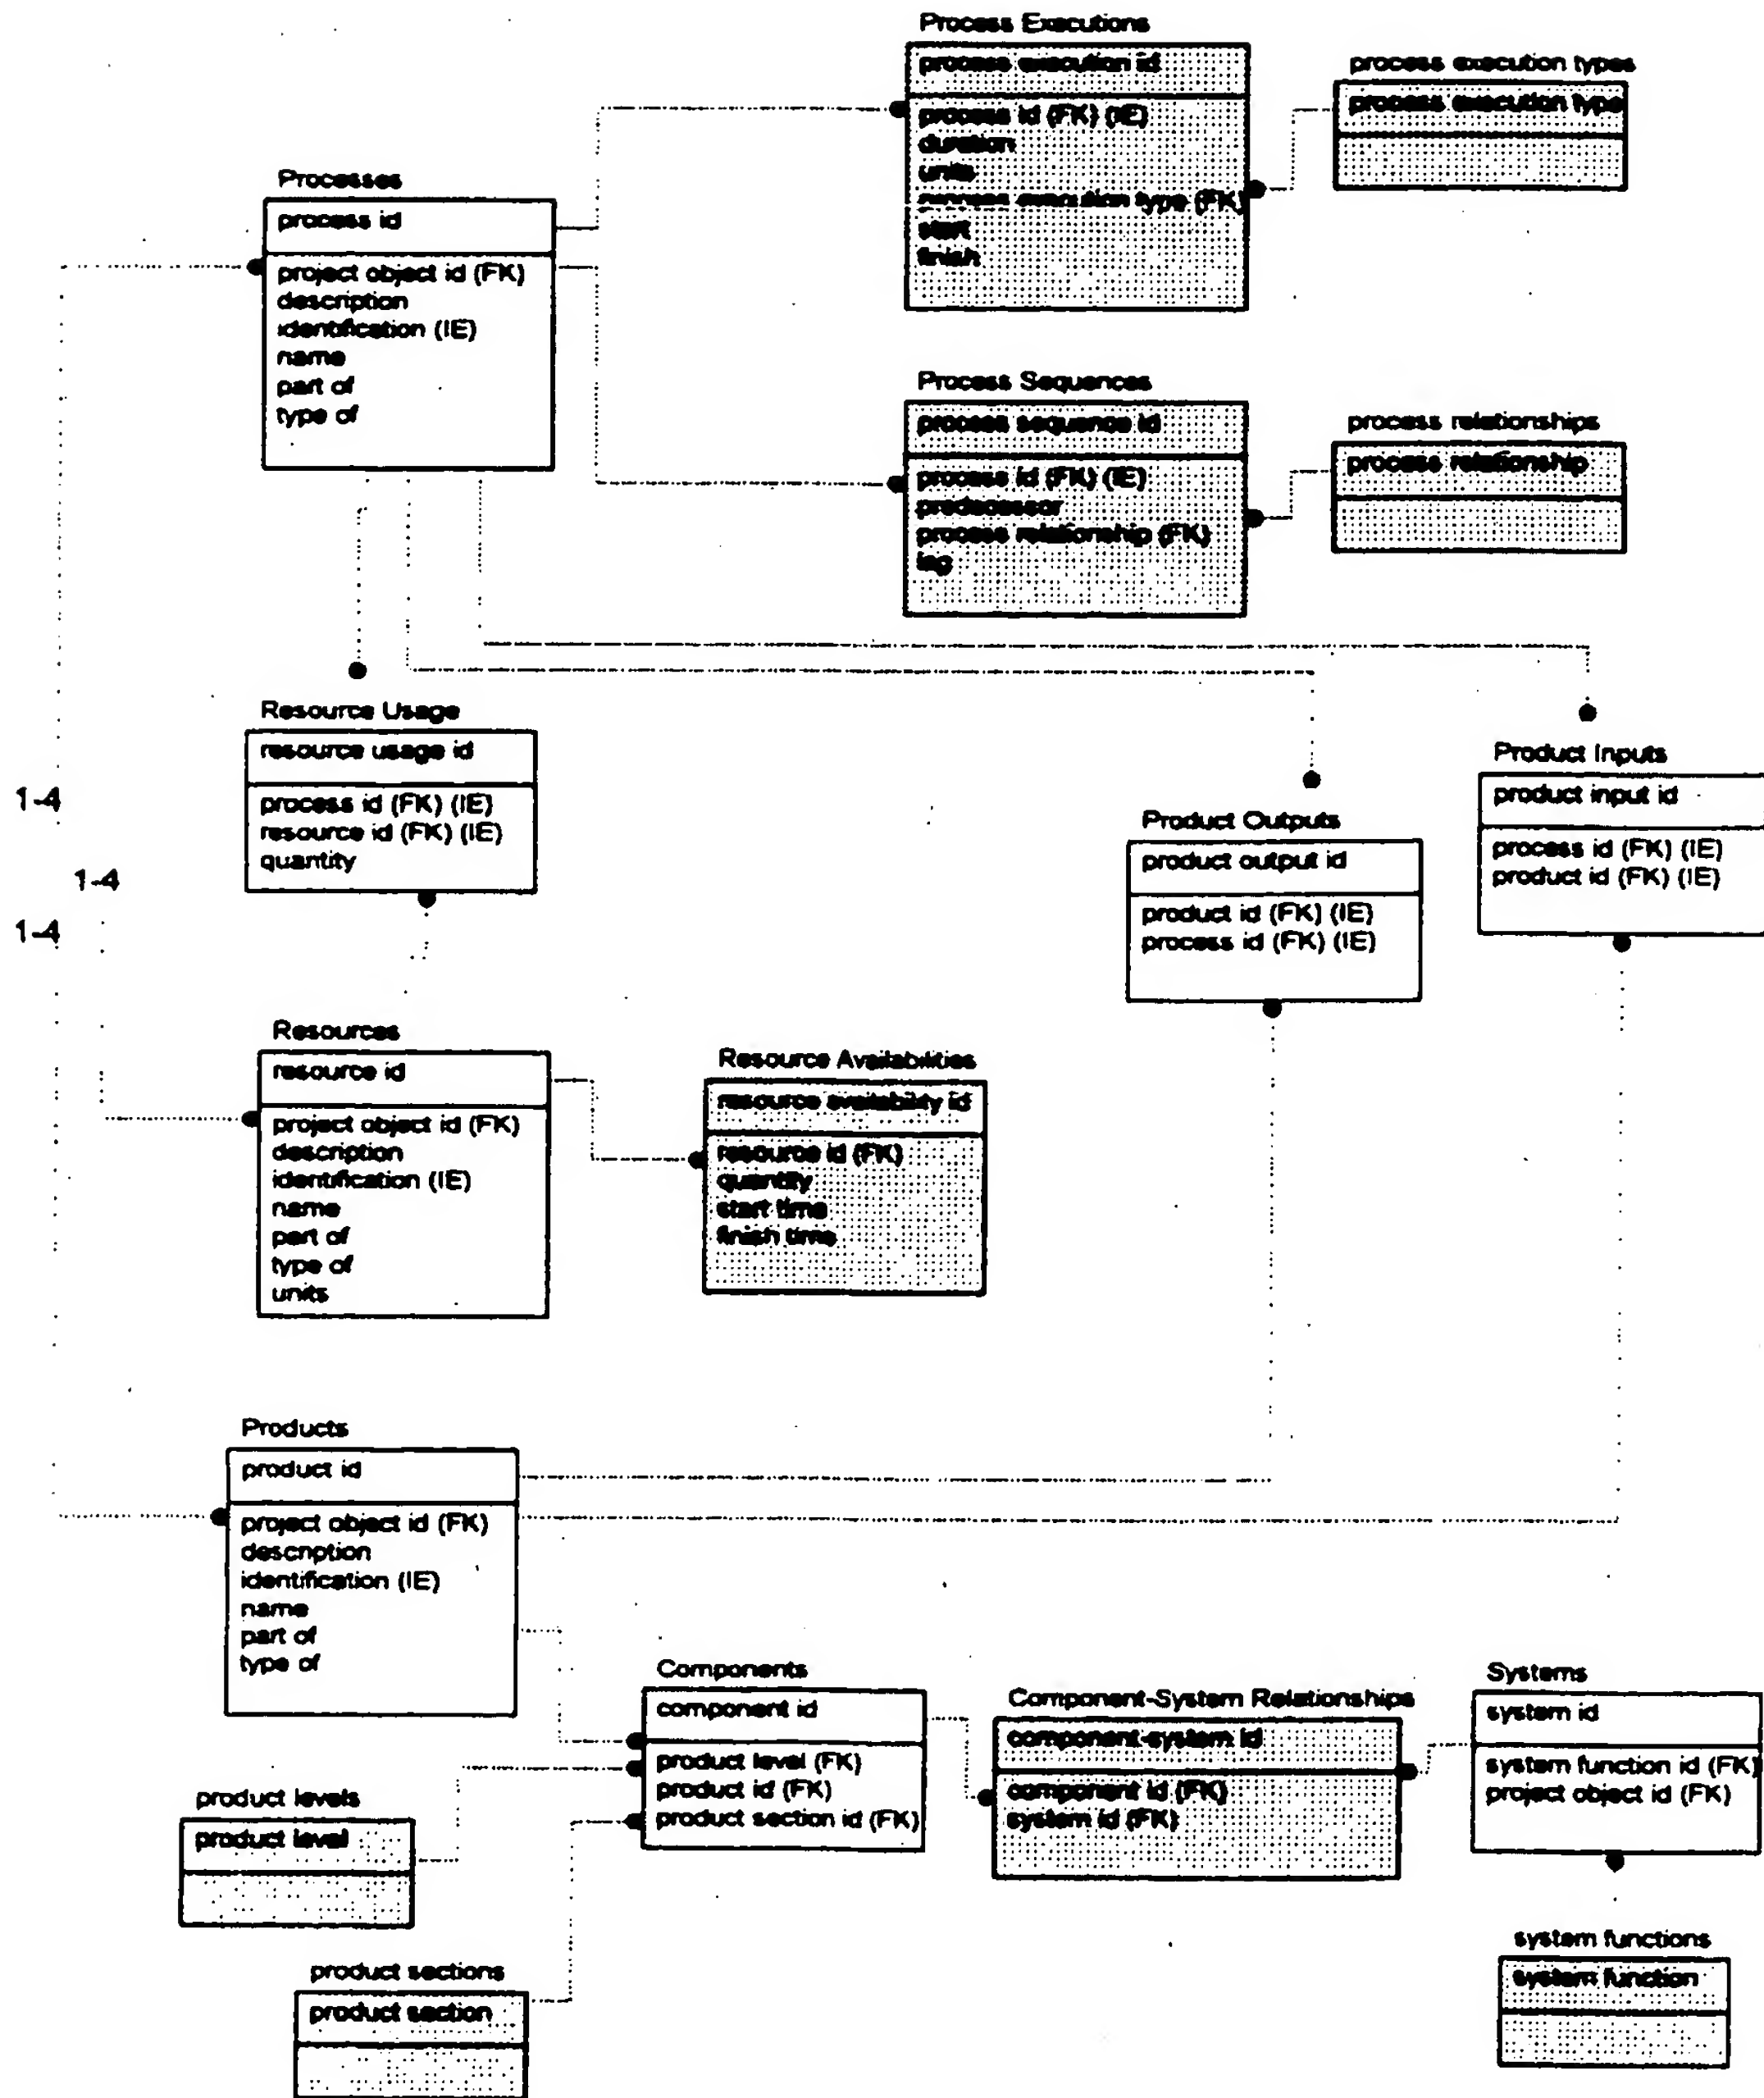 Process Executions
process execution id
process id (FK) (IE)
duration
units
process execution type (FK)
start
finish
process execution types
process execution type
Processes
process id
project object id (FK)
description
identification (IE)
name
part of
type of
Process Sequences
process sequence id
process id (FK) (IE)
predecessor
process relationship (FK)
lag
process relationships
process relationship
Resource Usage
resource usage id
process id (FK) (IE)
resource id (FK) (IE)
quantity
1-4
1-4
1-4
Product Outputs
product output id
product id (FK) (IE)
process id (FK) (IE)
Product Inputs
product input id
process id (FK) (IE)
product id (FK) (IE)
Resources
resource id
project object id (FK)
description
identification (IE)
name
part of
type of
units
Resource Availabilities
resource availability id
resource id (FK)
quantity
start time
finish time
Products
product id
project object id (FK)
description
identification (IE)
name
part of
type of
Components
component id
product level (FK)
product id (FK)
product section id (FK)
Component-System Relationships
component-system id
component id (FK)
system id (FK)
Systems
system id
system function id (FK)
project object id (FK)
product levels
product level
product sections
product section
system functions
system function